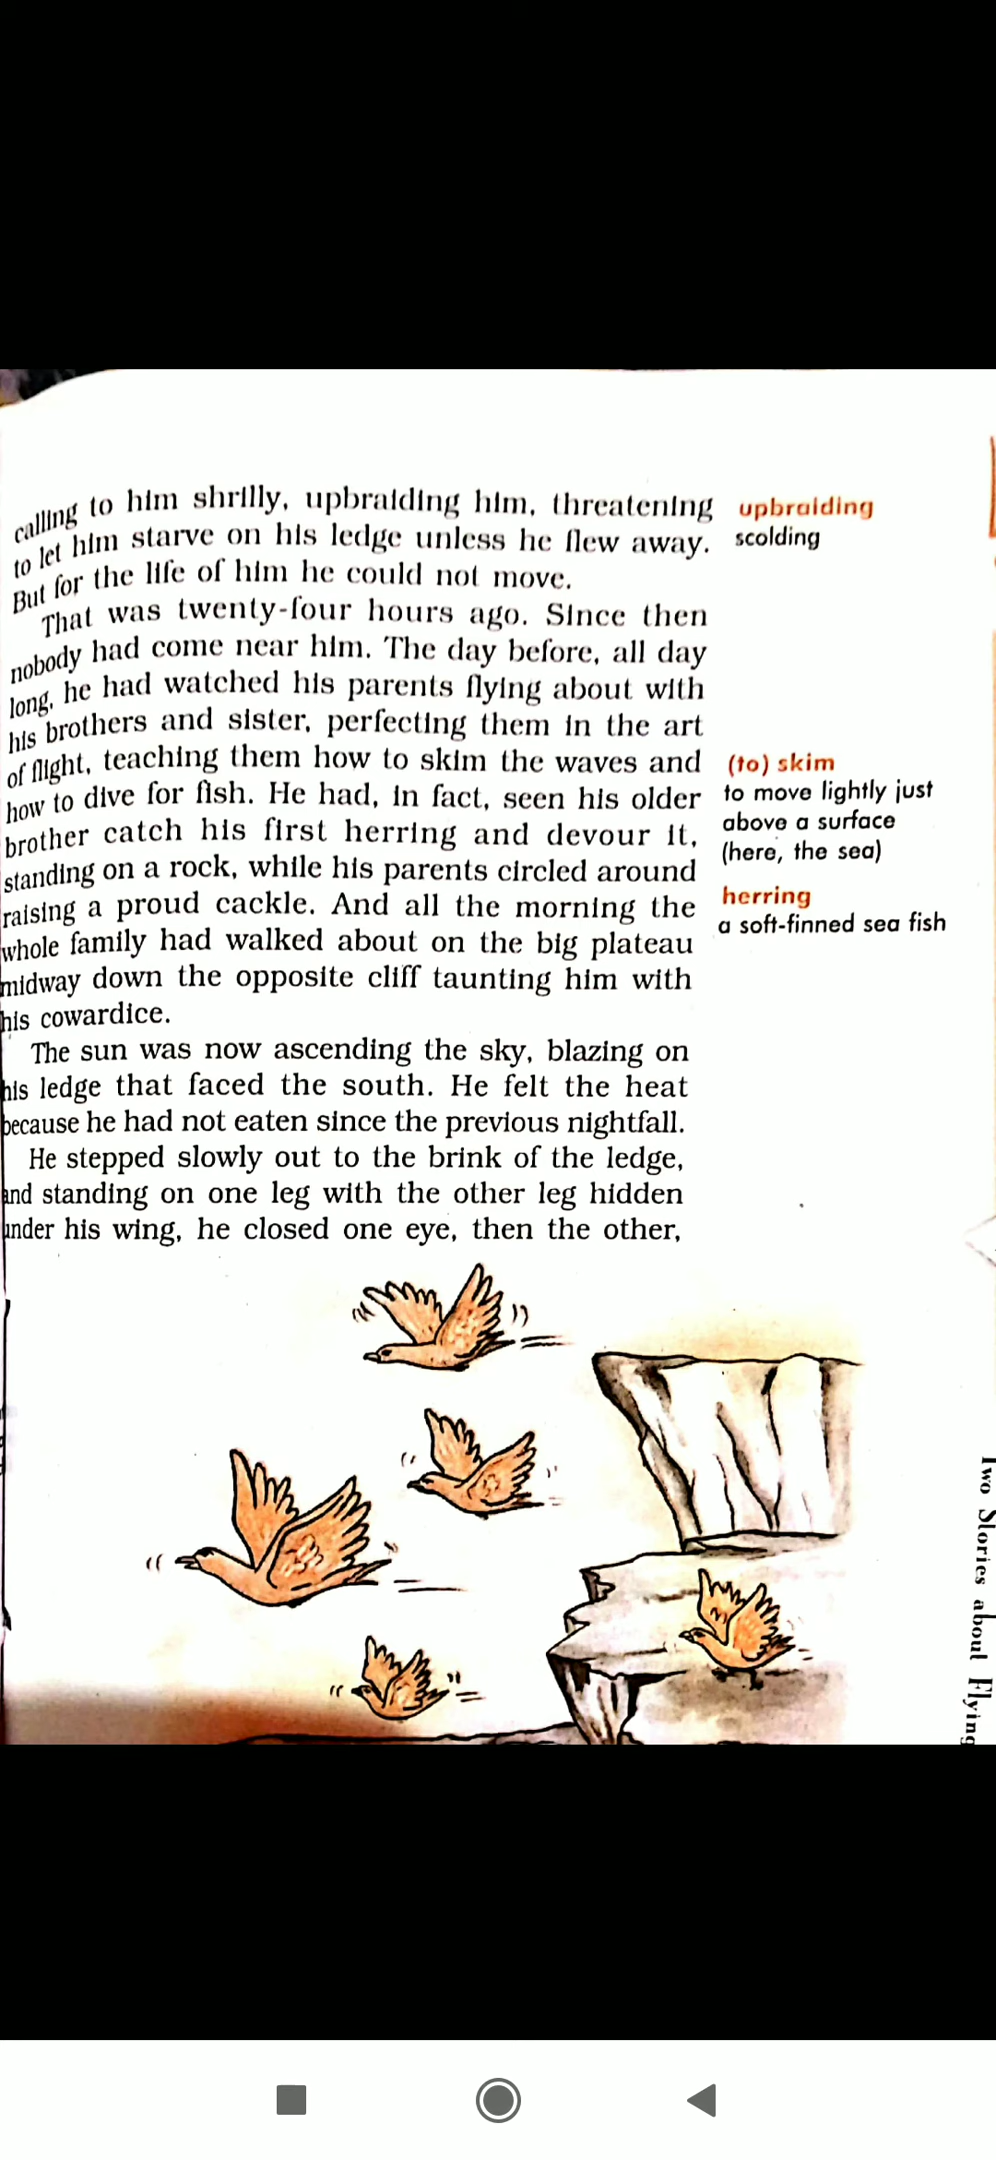 calling to him shrilly, upbraiding him, threatening
to let him starve on his ledge unless he flew away.
But for the life of him he could not move.
That was twenty-four hours ago. Since then
nobody had come near him. The day before, all day
long, he had watched his parents flying about with
his brothers and sister, perfecting them in the art
of flight, teaching them how to skim the waves and
how to dive for fish. He had, in fact, seen his older
brother catch his first herring and devour it,
standing on a rock, while his parents circled around
raising a proud cackle. And all the morning the
whole family had walked about on the big plateau
midway down the opposite cliff taunting him with
his cowardice.
The sun was now ascending the sky, blazing on
his ledge that faced the south. He felt the heat
because he had not eaten since the previous nightfall.
He stepped slowly out to the brink of the ledge,
and standing on one leg with the other leg hidden
under his wing, he closed one eye, then the other,
upbraiding
scolding
(to) skim
to move lightly just
above a surface
(here, the sea)
herring
a soft-finned sea fish
Two Stories about Flying